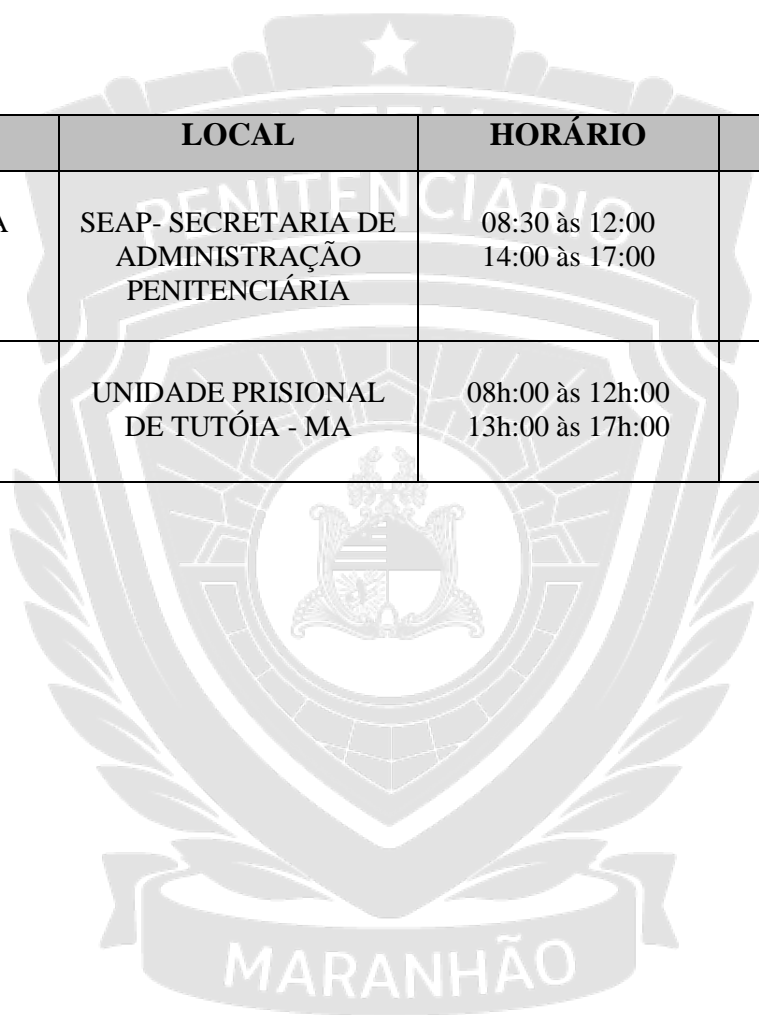 LOCAL HORÁRIO
A SEAP- SECRETARIA DE ADMINISTRAÇÃO PENITENCIÁRIA 08:30 às 12:00 14:00 às 17:00
UNIDADE PRISIONAL DE TUTÓIA - MA 08h:00 às 12h:00 13h:00 às 17h:00
PENITENCIÁRIO
MARANHÃO